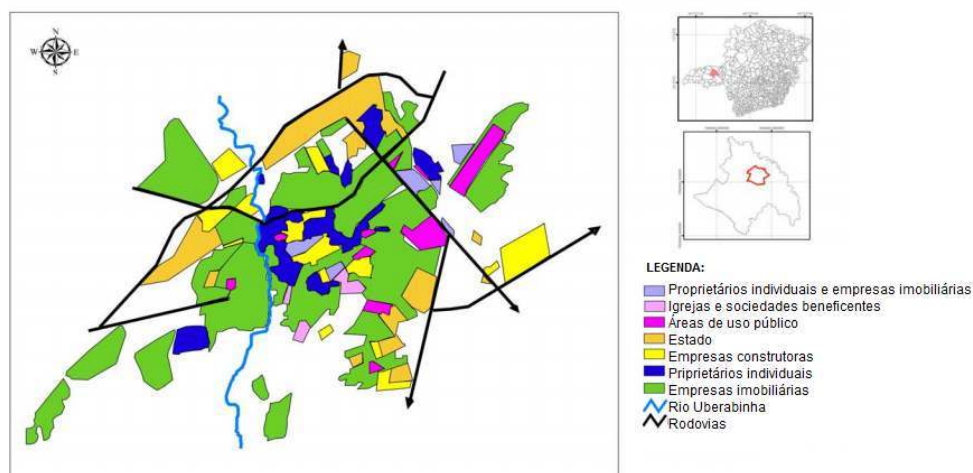 N
W E
S
LEGENDA:
Proprietários individuais e empresas imobiliárias
Igrejas e sociedades beneficentes
Áreas de uso público
Estado
Empresas construtoras
Priprietários individuais
Empresas imobiliárias
Rio Uberabinha
Rodovias